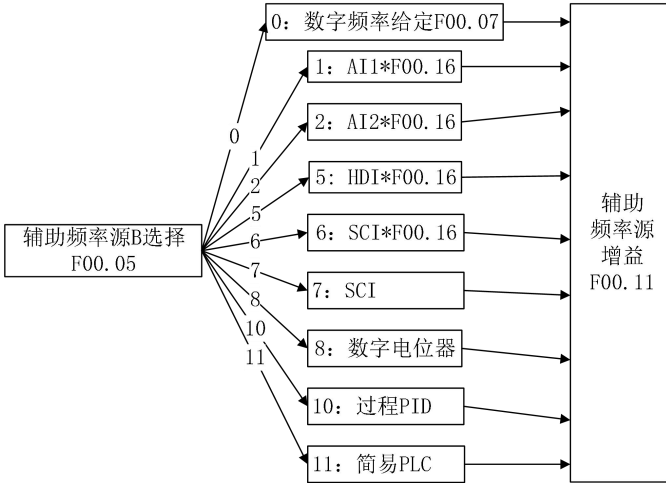 0：数字频率给定F00.07
1：AI1*F00.16
2：AI2*F00.16
5：HDI*F00.16
6：SCI*F00.16
7：SCI
8：数字电位器
10：过程PID
11：简易PLC
辅助频率源B选择
F00.05
0
1
2
5
6
7
8
10
11
辅助
频率源
增益
F00.11